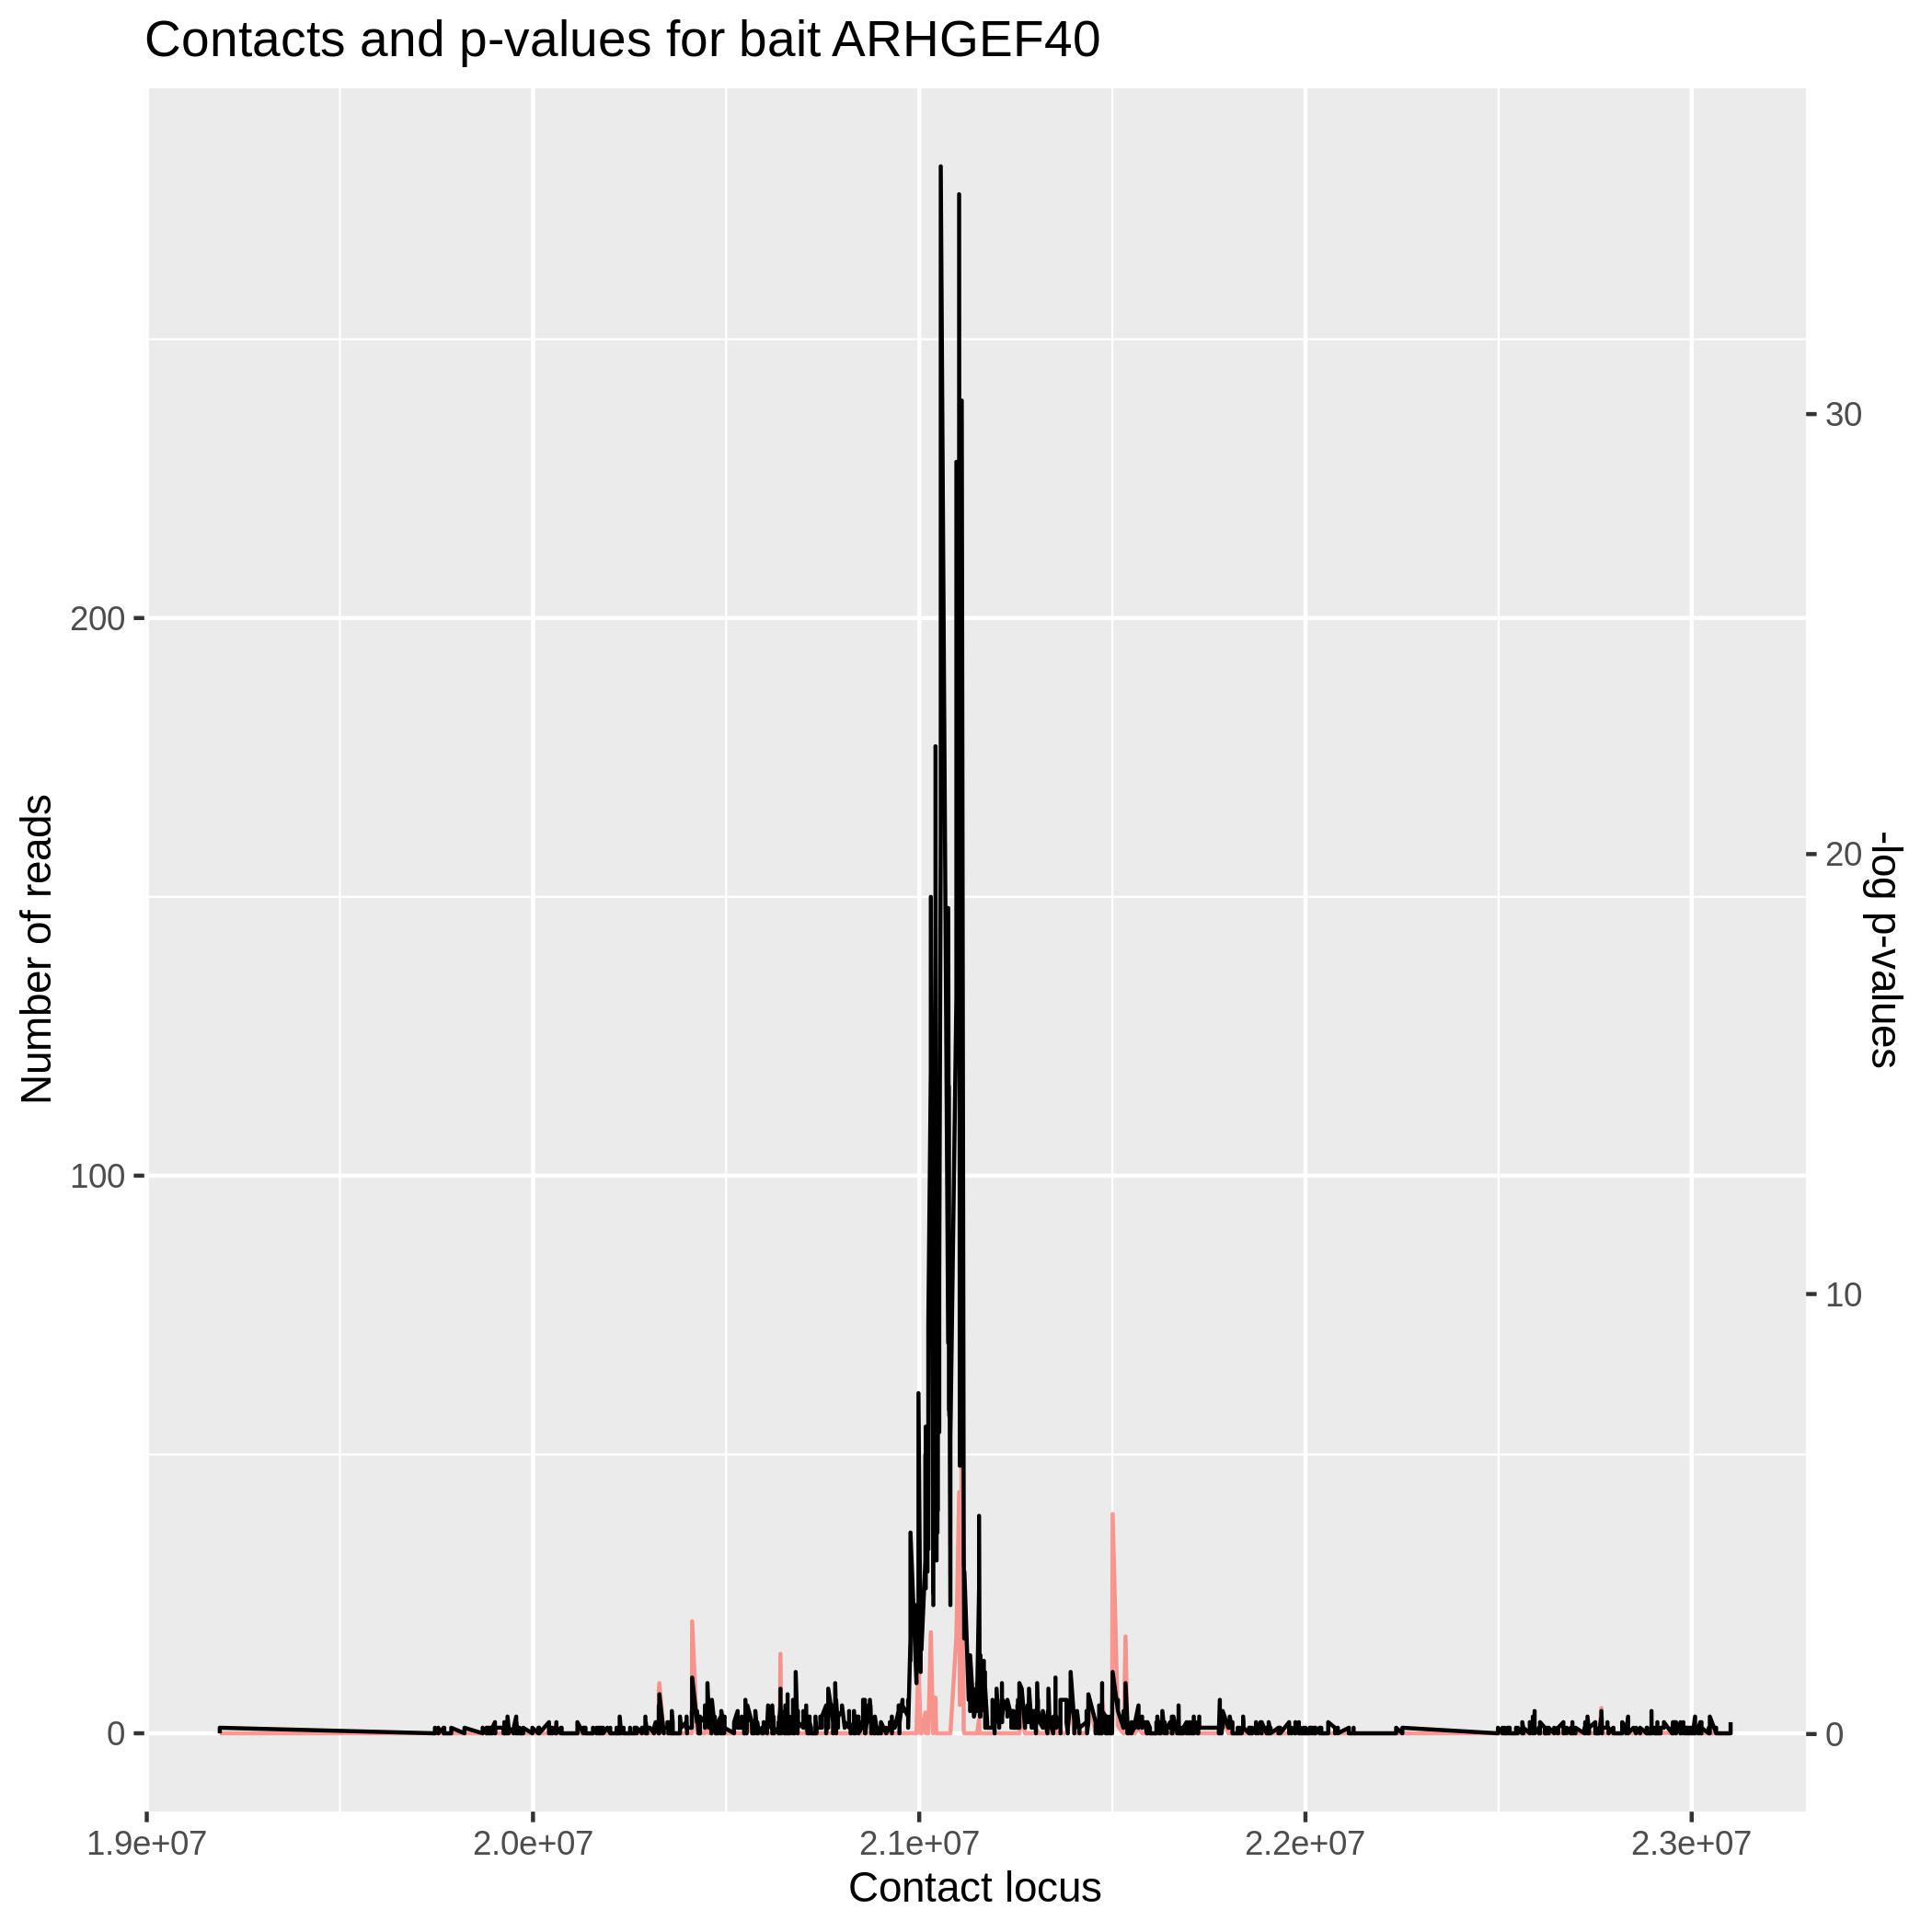 Contacts and p-values for bait ARHGEF40
Number of reads
200
100
0
30
20
10
0
-log p-values
1.9e+07
2.0e+07
2.1e+07
2.2e+07
2.3e+07
Contact locus